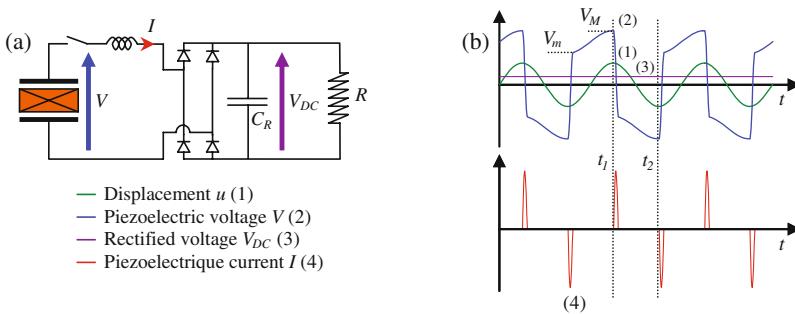 (a)
I
V
C_R
V_DC
R
Displacement u (1)
Piezoelectric voltage V (2)
Rectified voltage V_DC (3)
Piezoelectrique current I (4)
(b)
V_M
(2)
V_m
(1)
(3)
t
t_1
t_2
t
(4)